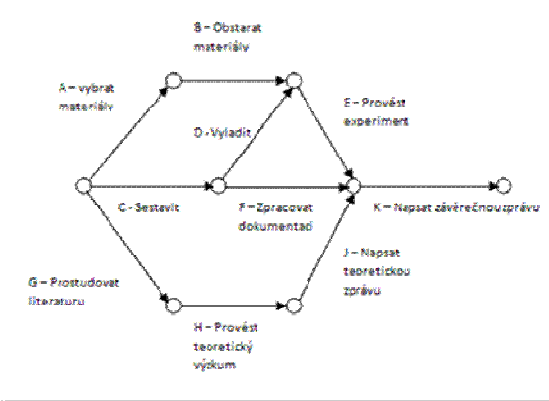 B – Obstarat
materiály
A – vybrat
materiály
E – Provést
experiment
D - Vyladit
C - Sestavit
F – Zpracovat
dokumentaci
K – Napsat závěrečnou zprávu
G – Prostudovat
literaturu
J – Napsat
teoretickou
zprávu
H – Provést
teoretický
výzkum